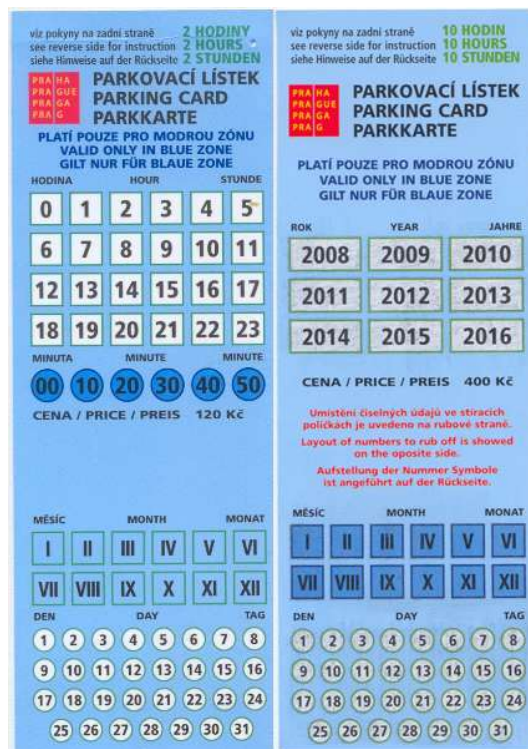 viz pokyny na zadní straně 2 HODINY
see reverse side for instruction 2 HOURS
siehe Hinweise auf der Rückseite 2 STUNDEN
PRA HA
PRA GUE
PRA GA
PRA G
PARKOVACÍ LÍSTEK
PARKING CARD
PARKKARTE
PLATÍ POUZE PRO MODROU ZÓNU
VALID ONLY IN BLUE ZONE
GILT NUR FÜR BLAUE ZONE
HODINA HOUR STUNDE
0 1 2 3 4 5
6 7 8 9 10 11
12 13 14 15 16 17
18 19 20 21 22 23
MINUTA MINUTE MINUTE
00 10 20 30 40 50
CENA / PRICE / PREIS 120 Kč
MĚSÍC MONTH MONAT
I II III IV V VI
VII VIII IX X XI XII
DEN DAY TAG
1 2 3 4 5 6 7 8
9 10 11 12 13 14 15 16
17 18 19 20 21 22 23 24
25 26 27 28 29 30 31
viz pokyny na zadní straně 10 HODIN
see reverse side for instruction 10 HOURS
siehe Hinweise auf der Rückseite 10 STUNDEN
PRA HA
PRA GUE
PRA GA
PRA G
PARKOVACÍ LÍSTEK
PARKING CARD
PARKKARTE
PLATÍ POUZE PRO MODROU ZÓNU
VALID ONLY IN BLUE ZONE
GILT NUR FÜR BLAUE ZONE
ROK YEAR JAHRE
2008 2009 2010
2011 2012 2013
2014 2015 2016
CENA / PRICE / PREIS 400 Kč
Umístění číselných údajů ve stíracích
políčkách je uvedeno na rubové straně.
Layout of numbers to rub off is showed
on the oposite side.
Aufstellung der Nummer Symbole
ist angeführt auf der Rückseite.
MĚSÍC MONTH MONAT
I II III IV V VI
VII VIII IX X XI XII
DEN DAY TAG
1 2 3 4 5 6 7 8
9 10 11 12 13 14 15 16
17 18 19 20 21 22 23 24
25 26 27 28 29 30 31